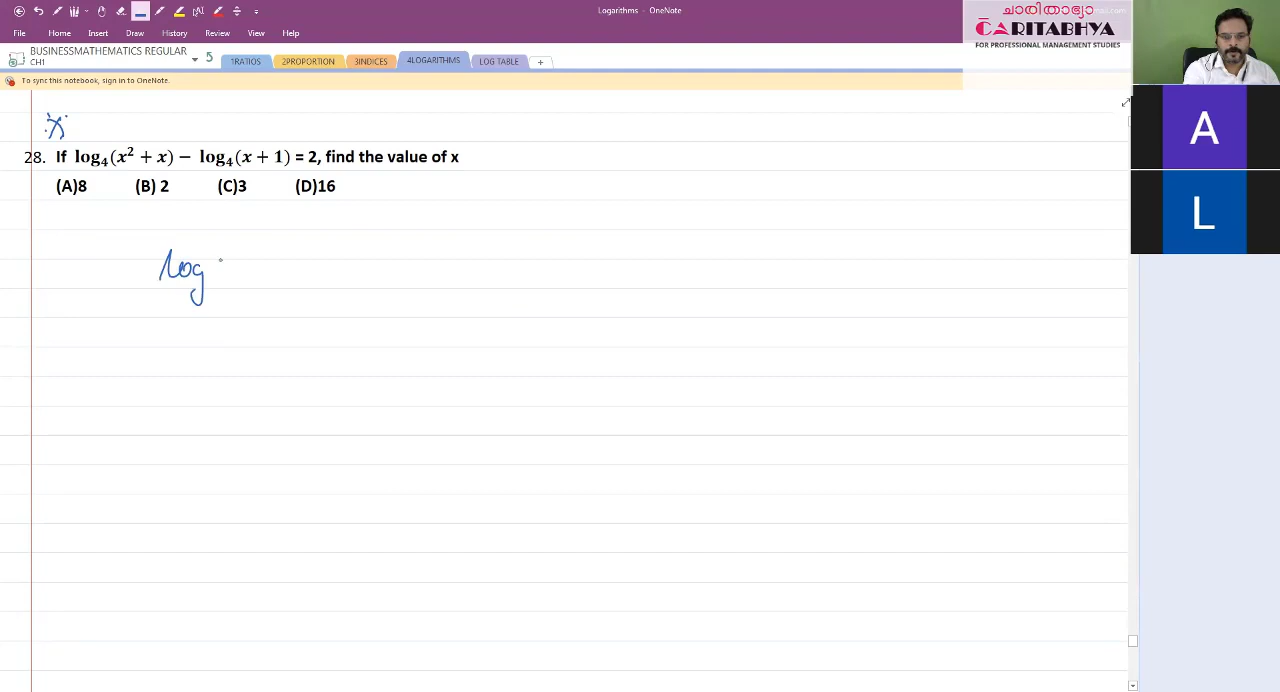 Logarithms - OneNote
ചാരിതാഭ്യാ
CARITABHYA
FOR PROFESSIONAL MANAGEMENT STUDIES
File Home Insert Draw History Review View Help
BUSINESSMATHEMATICS REGULAR
CH1
1RATIOS 2PROPORTION 3INDICES 4LOGARITHMS LOG TABLE +
To sync this notebook, sign in to OneNote.
A
28. If log₄(x² + x) − log₄(x + 1) = 2, find the value of x
(A)8 (B) 2 (C)3 (D)16
L
log